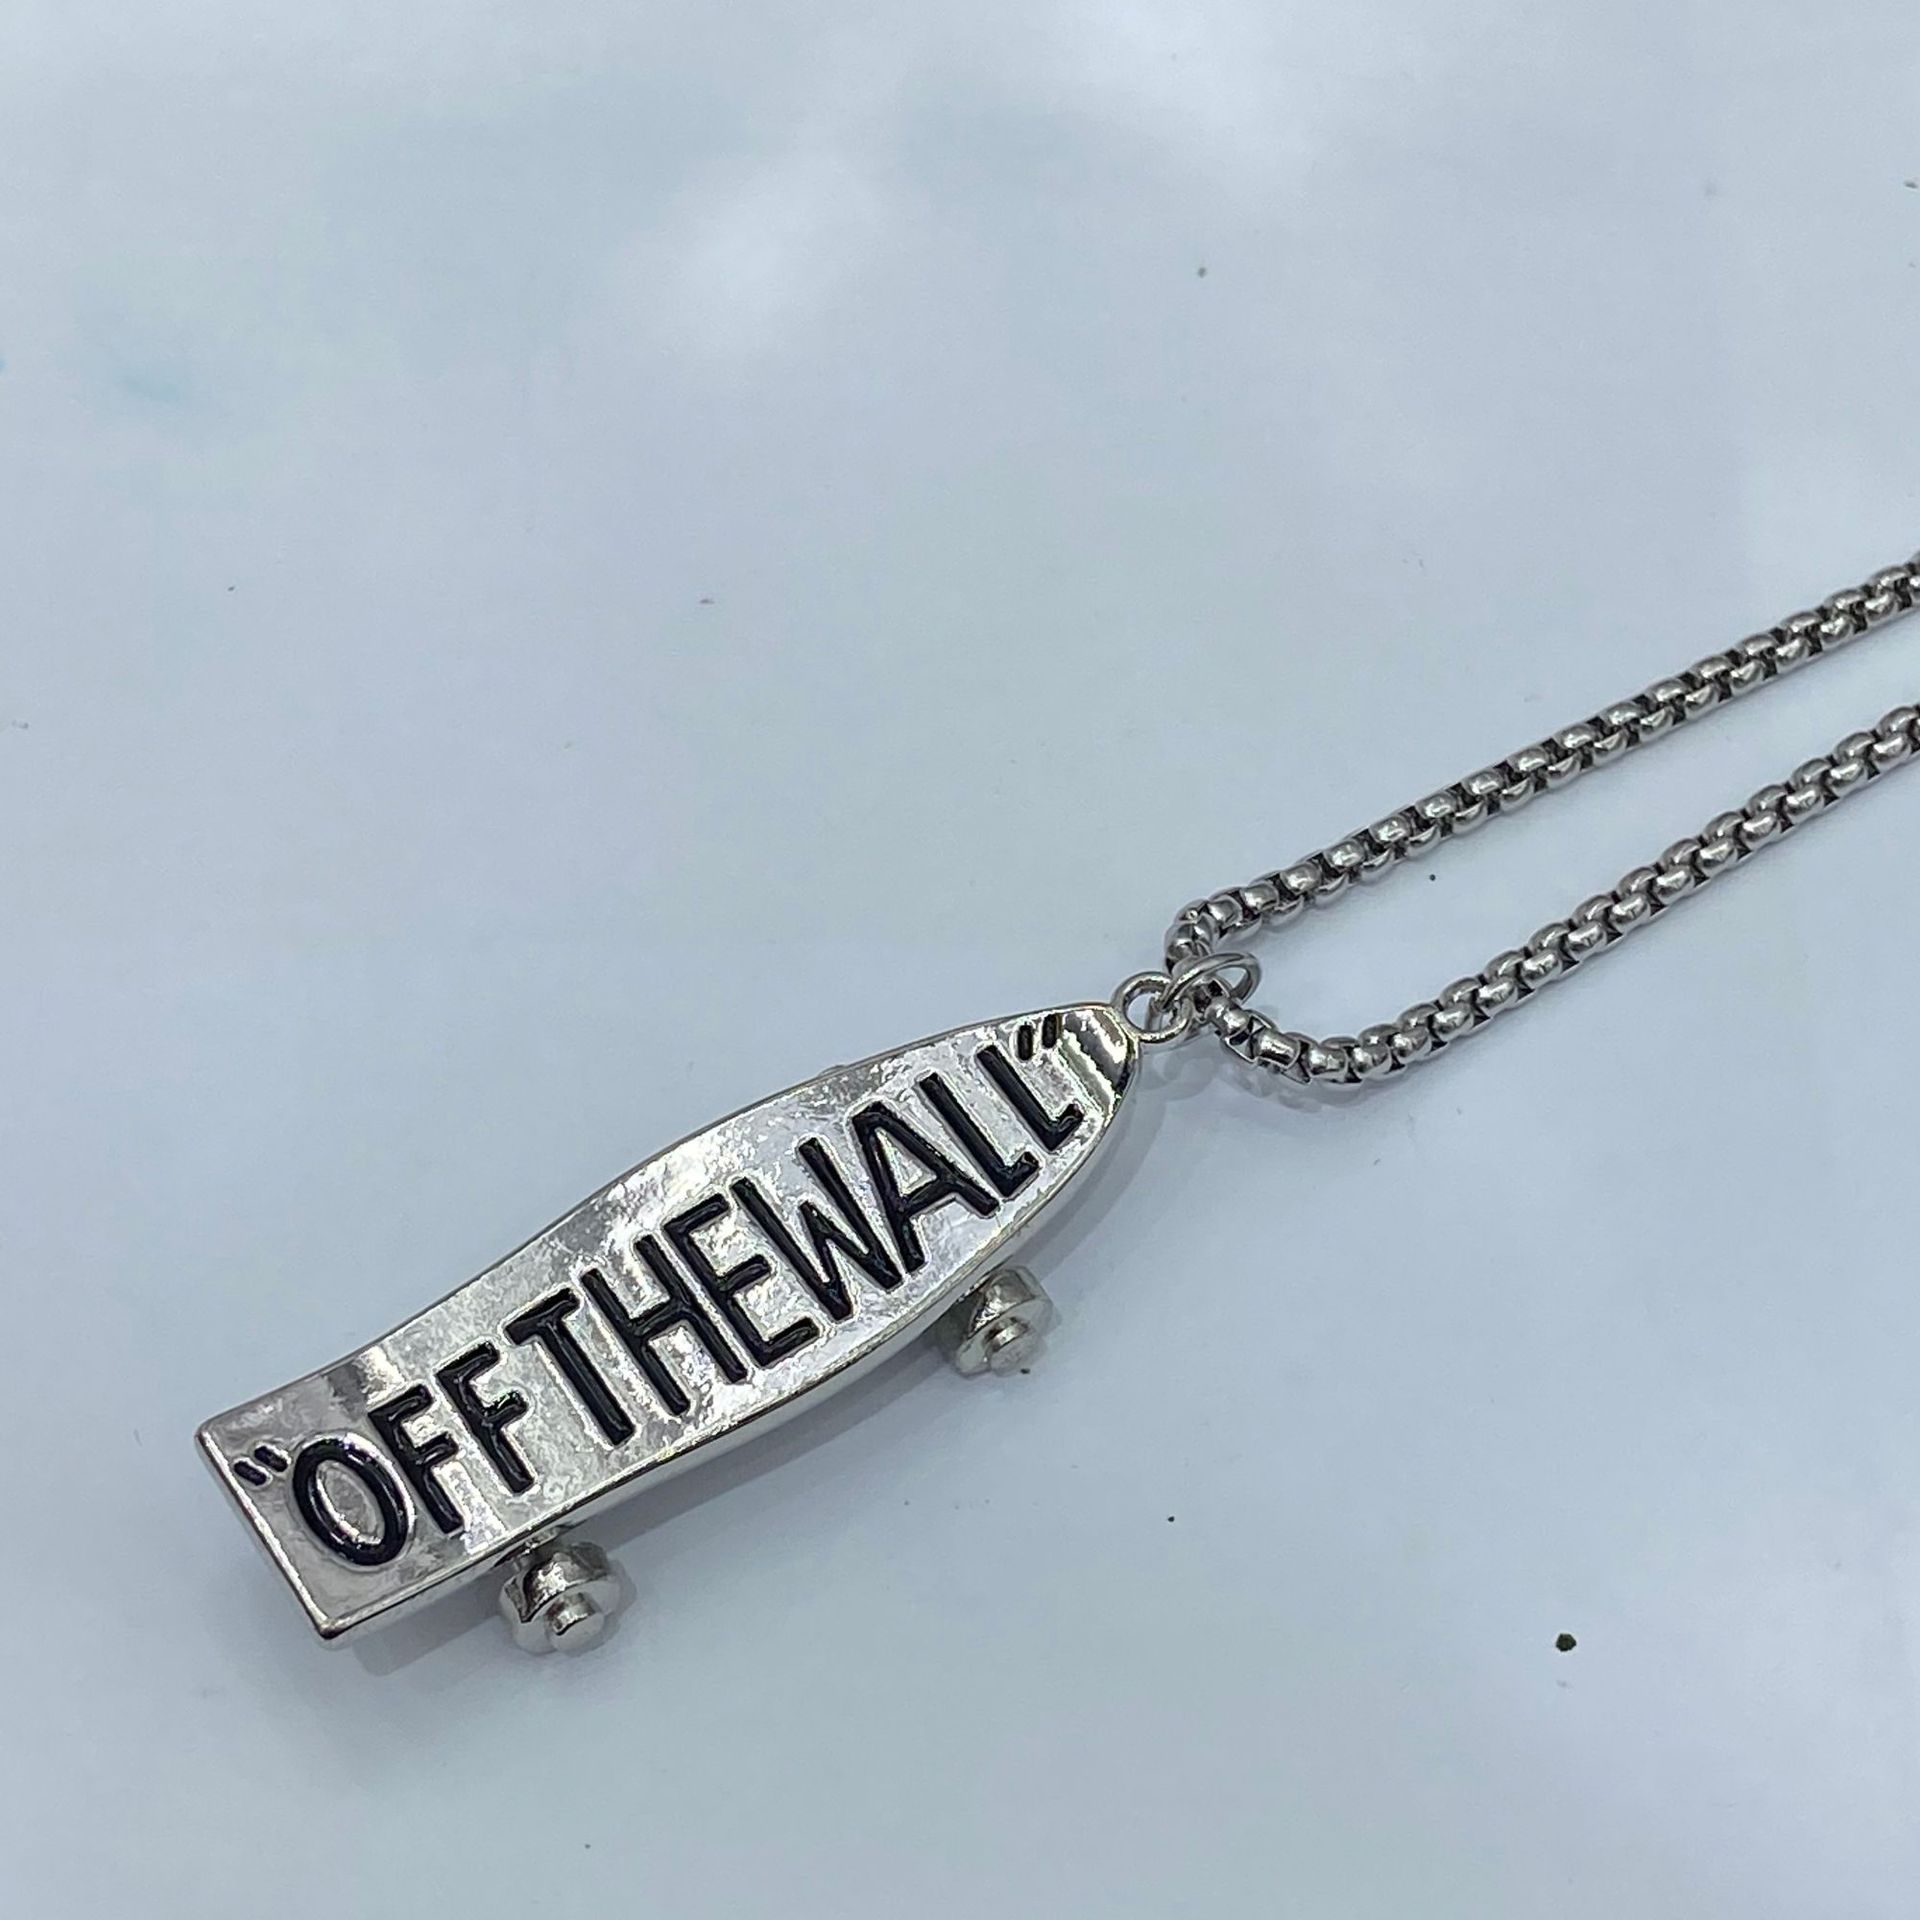 "OFF THE WALL"